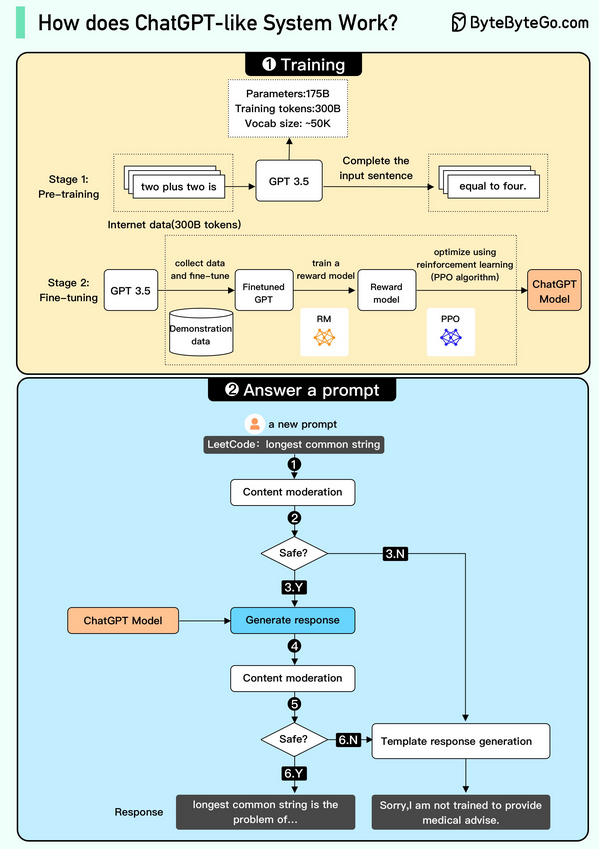 How does ChatGPT-like System Work?
ByteByteGo.com
1 Training
Parameters:175B
Training tokens:300B
Vocab size: ~50K
Stage 1:
Pre-training
two plus two is
GPT 3.5
Complete the
input sentence
equal to four.
Internet data(300B tokens)
Stage 2:
Fine-tuning
GPT 3.5
collect data
and fine-tune
Finetuned
GPT
train a
reward model
Reward
model
optimize using
reinforcement learning
(PPO algorithm)
ChatGPT
Model
Demonstration
data
RM
PPO
2 Answer a prompt
a new prompt
LeetCode: longest common string
1
Content moderation
2
Safe?
3.N
3.Y
ChatGPT Model
Generate response
4
Content moderation
5
Safe?
6.N
Template response generation
6.Y
Response
longest common string is the
problem of...
Sorry,I am not trained to provide
medical advise.